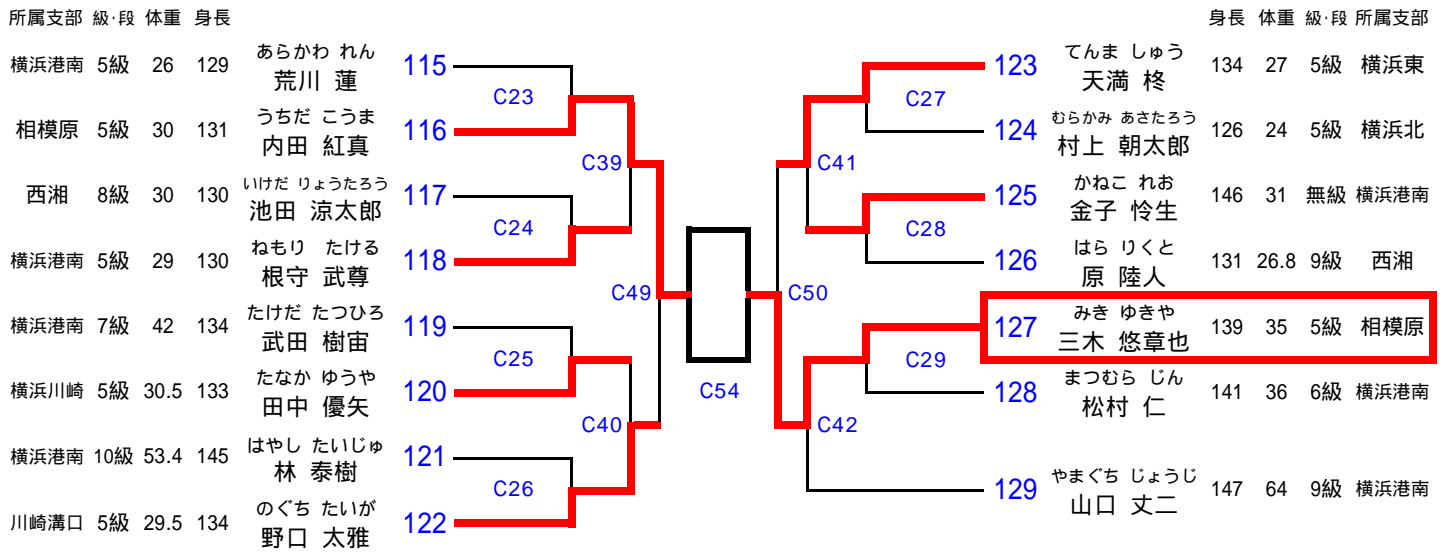 所属支部 級・段 体重 身長
あらかわ れん
横浜港南 5級 26 129 荒川 蓮 115
C23
うちだ こうま
相模原 5級 30 131 内田 紅真 116
C39
いけだ りょうたろう
西湘 8級 30 130 池田 涼太郎 117
C24
ねもり たける
横浜港南 5級 29 130 根守 武尊 118
C49
たけだ たつひろ
横浜港南 7級 42 134 武田 樹宙 119
C25
たなか ゆうや
横浜川崎 5級 30.5 133 田中 優矢 120
C40
はやし たいじゅ
横浜港南 10級 53.4 145 林 泰樹 121
C26
のぐち たいが
川崎溝口 5級 29.5 134 野口 太雅 122
C54
身長 体重 級・段 所属支部
てんま しゅう
123 天満 柊 134 27 5級 横浜東
C27
むらかみ あさたろう
124 村上 朝太郎 126 24 5級 横浜北
C41
かねこ れお
125 金子 怜生 146 31 無級 横浜港南
C28
はら りくと
126 原 陸人 131 26.8 9級 西湘
C50
みき ゆきや
127 三木 悠章也 139 35 5級 相模原
C29
まつむら じん
128 松村 仁 141 36 6級 横浜港南
C42
やまぐち じょうじ
129 山口 丈二 147 64 9級 横浜港南